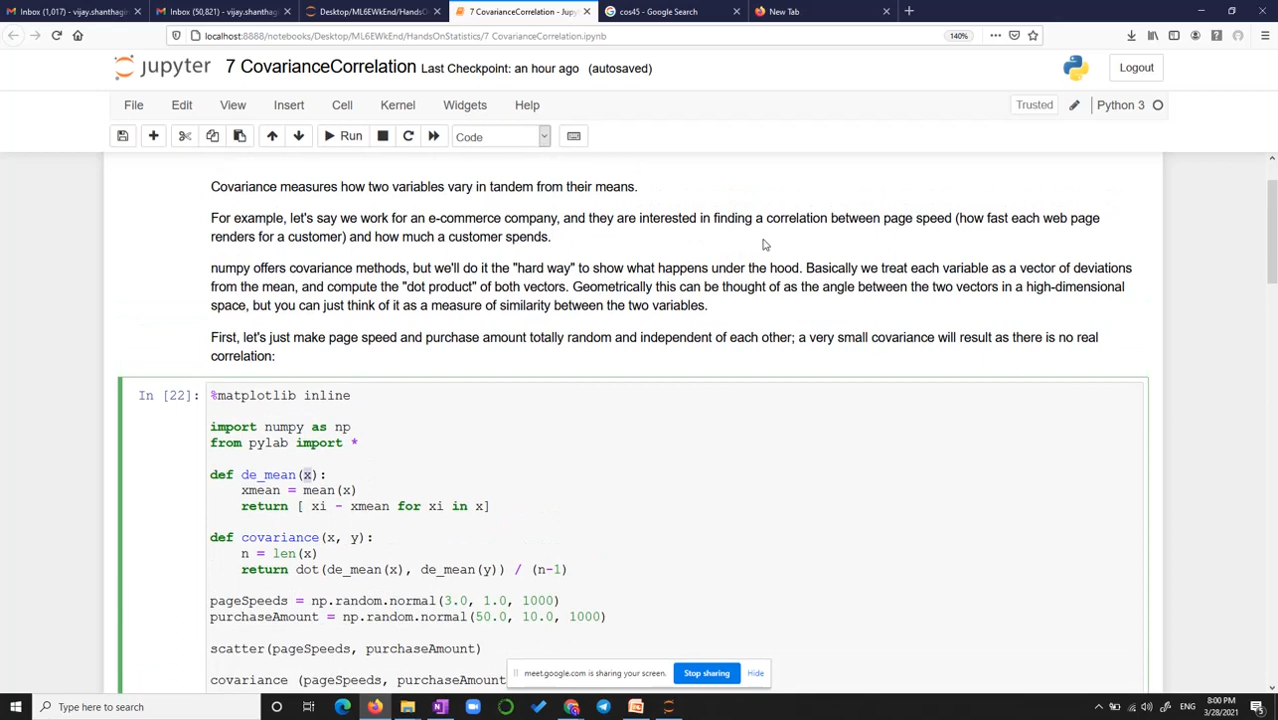 Inbox (1,017) - vijay.shanthagiri
Inbox (50,821) - vijay.shanthag
Desktop/ML6EWkEnd/HandsOnStatis
7 CovarianceCorrelation - Jupyt
cos45 - Google Search
New Tab
localhost:8888/notebooks/Desktop/ML6EWkEnd/HandsOnStatistics/7 CovarianceCorrelation.ipynb
140%
jupyter 7 CovarianceCorrelation Last Checkpoint: an hour ago (autosaved)
Logout
File Edit View Insert Cell Kernel Widgets Help
Trusted
Python 3
Run
Code
Covariance measures how two variables vary in tandem from their means.
For example, let's say we work for an e-commerce company, and they are interested in finding a correlation between page speed (how fast each web page
renders for a customer) and how much a customer spends.
numpy offers covariance methods, but we'll do it the "hard way" to show what happens under the hood. Basically we treat each variable as a vector of deviations
from the mean, and compute the "dot product" of both vectors. Geometrically this can be thought of as the angle between the two vectors in a high-dimensional
space, but you can just think of it as a measure of similarity between the two variables.
First, let's just make page speed and purchase amount totally random and independent of each other; a very small covariance will result as there is no real
correlation:
In [22]:
%matplotlib inline
import numpy as np
from pylab import *
def de_mean(x):
xmean = mean(x)
return [ xi - xmean for xi in x]
def covariance(x, y):
n = len(x)
return dot(de_mean(x), de_mean(y)) / (n-1)
pageSpeeds = np.random.normal(3.0, 1.0, 1000)
purchaseAmount = np.random.normal(50.0, 10.0, 1000)
scatter(pageSpeeds, purchaseAmount)
covariance (pageSpeeds, purchaseAmount
meet.google.com is sharing your screen.
Stop sharing
Hide
Type here to search
8:00 PM
3/28/2021